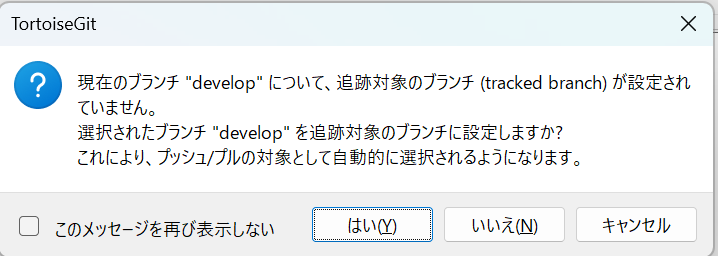 TortoiseGit
現在のブランチ "develop" について、追跡対象のブランチ (tracked branch) が設定され
ていません。
選択されたブランチ "develop" を追跡対象のブランチに設定しますか?
これにより、プッシュ/プルの対象として自動的に選択されるようになります。
このメッセージを再び表示しない
はい(Y)
いいえ(N)
キャンセル